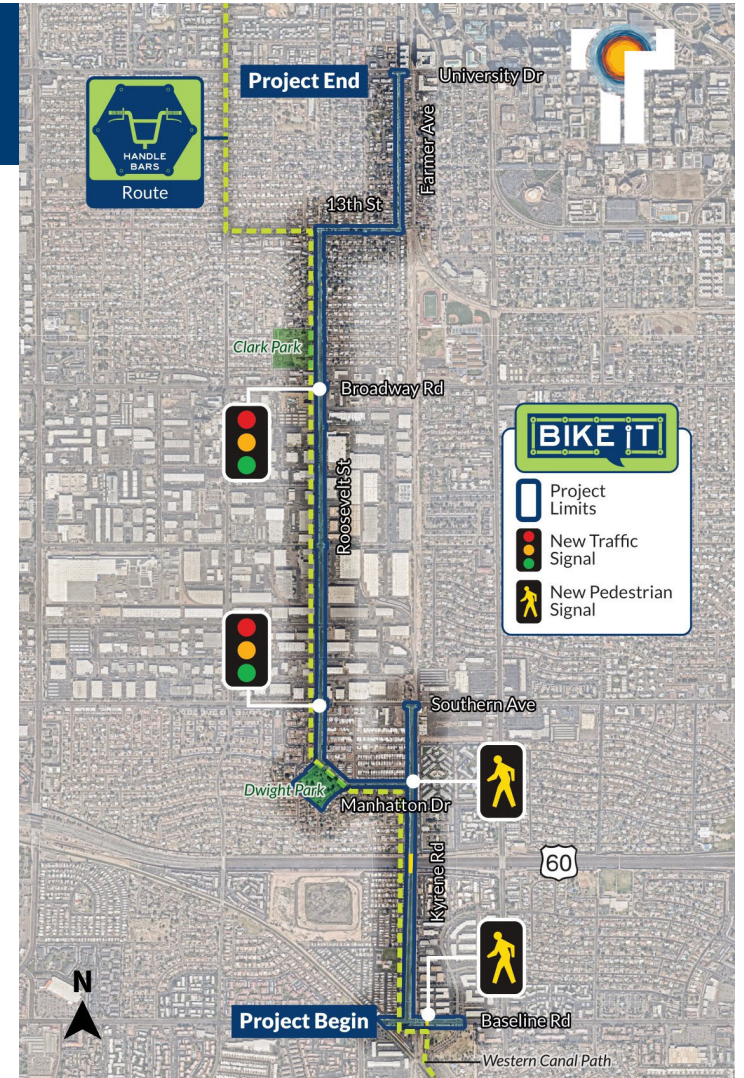 Project End
University Dr
HANDLE
BARS
Route
Farmer Ave
13th St
Clark Park
Broadway Rd
BIKE iT
Project
Limits
New Traffic
Signal
New Pedestrian
Signal
Roosevelt St
Southern Ave
Dwight Park
Manhatton Dr
60
Kyrene Rd
N
Project Begin
Baseline Rd
Western Canal Path